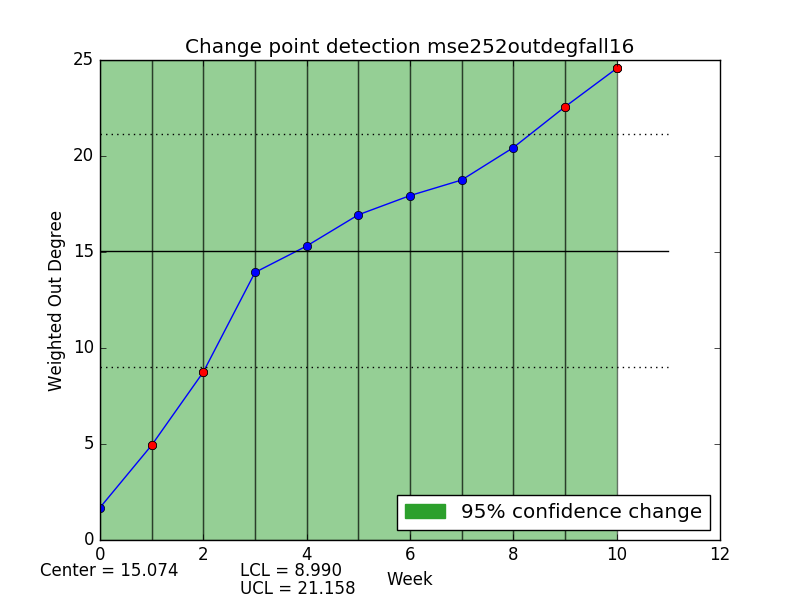 Change point detection mse252outdegfall16
25
20
15
10
5
0
Weighted Out Degree
95% confidence change
0 2 4 6 8 10 12
Center = 15.074 LCL = 8.990
Week
UCL = 21.158